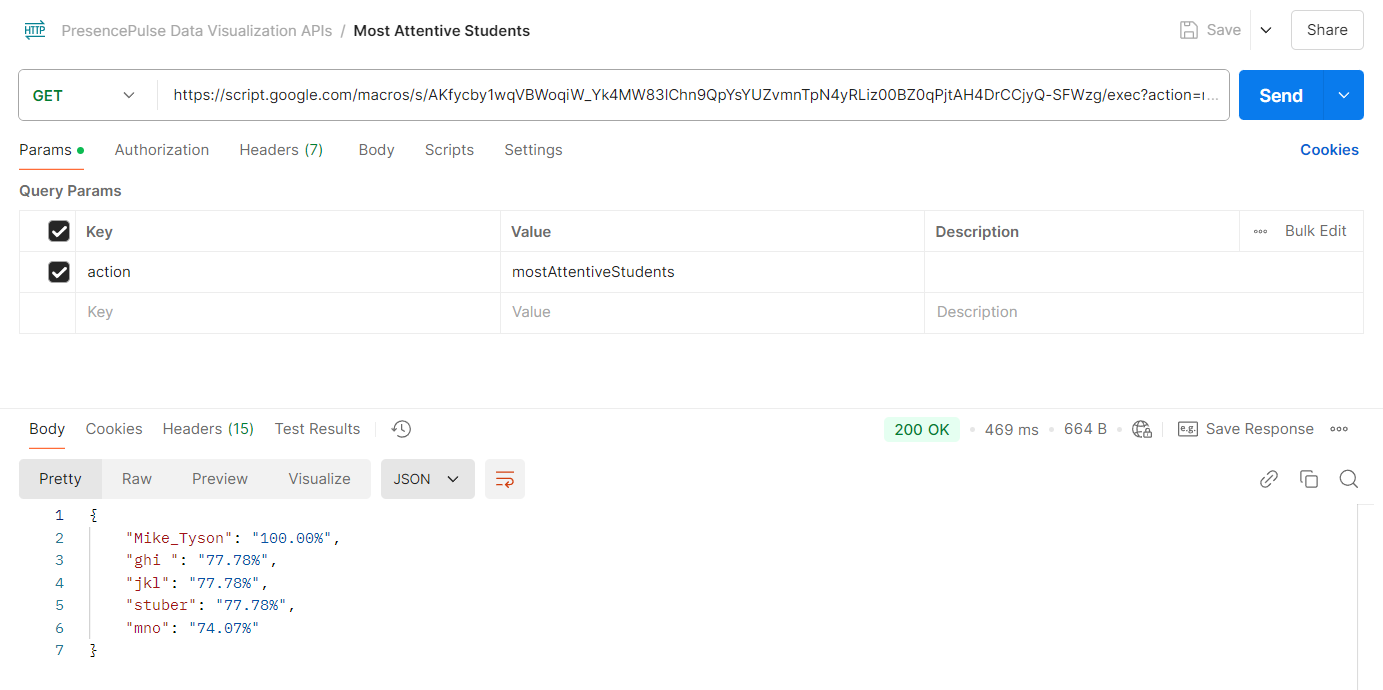 HTTP PresencePulse Data Visualization APIs / Most Attentive Students Save Share
GET https://script.google.com/macros/s/AKfycby1wqVBWoqiW_Yk4MW83lChn9QpYsYUZvmnTpN4yRLiz00BZ0qPjtAH4DrCCjyQ-SFWzg/exec?action=r... Send
Params Authorization Headers (7) Body Scripts Settings Cookies
Query Params
Key Value Description Bulk Edit
action mostAttentiveStudents
Key Value Description
Body Cookies Headers (15) Test Results 200 OK 469 ms 664 B e.g. Save Response
Pretty Raw Preview Visualize JSON
1 {
2 "Mike_Tyson": "100.00%",
3 "ghi ": "77.78%",
4 "jkl": "77.78%",
5 "stuber": "77.78%",
6 "mno": "74.07%"
7 }